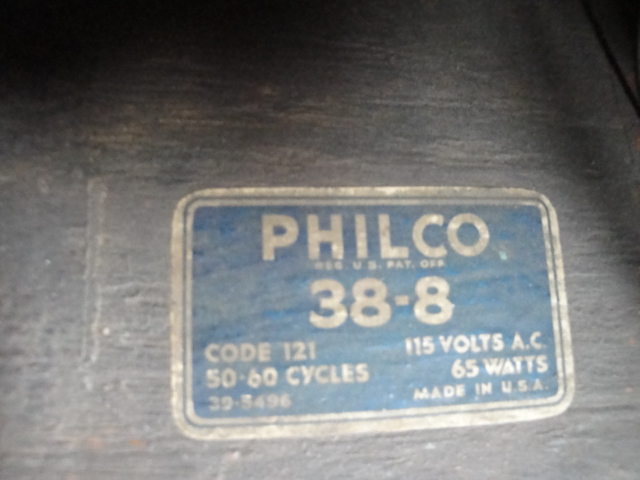 PHILCO
REG. U.S. PAT. OFF.
38-8
CODE 121
50-60 CYCLES
39-5496
115 VOLTS A.C.
65 WATTS
MADE IN U.S.A.